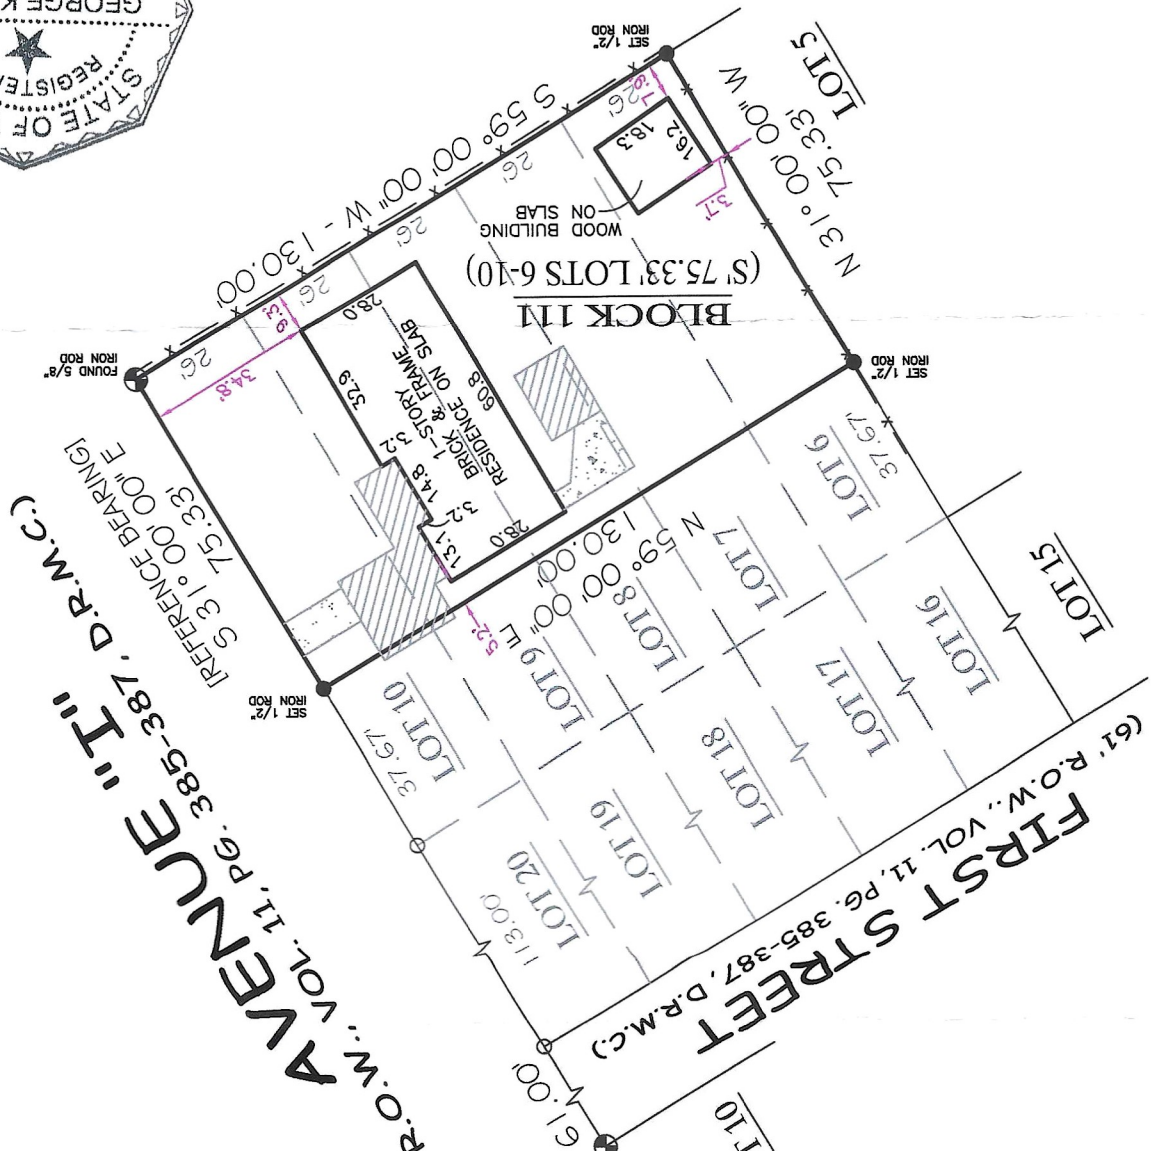 GEORGE K
REGISTE
STATE OF
SET 1/2"
IRON ROD
LOT 5
N 31° 00' 00" W
75.33'
S 59° 00' 00" W - 130.00'
26'
26'
26'
26'
26'
18.3
16.2
3.1'
WOOD BUILDING
ON SLAB
BLOCK 111
(S' 75.33' LOTS 6-10)
FOUND 5/8"
IRON ROD
34.8'
9.3'
28.0
32.9
3.2
14.8
3.2
13.1
28.0
60.8
1-STORY
BRICK & FRAME
RESIDENCE ON SLAB
SET 1/2"
IRON ROD
[REFERENCE BEARING]
S 31° 00' 00" E
75.33'
N 59° 00' 00" E
130.00'
5.2'
SET 1/2"
IRON ROD
LOT 6
37.67'
LOT 7
LOT 8
LOT 9
LOT 10
37.67'
LOT 15
LOT 16
LOT 17
LOT 18
LOT 19
LOT 20
113.00'
AVENUE "I"
R.O.W., VOL. 11, PG. 385-387, D.R.M.C.)
FIRST STREET
(61' R.O.W., VOL. 11, PG. 385-387, D.R.M.C.)
61.00'
T 10